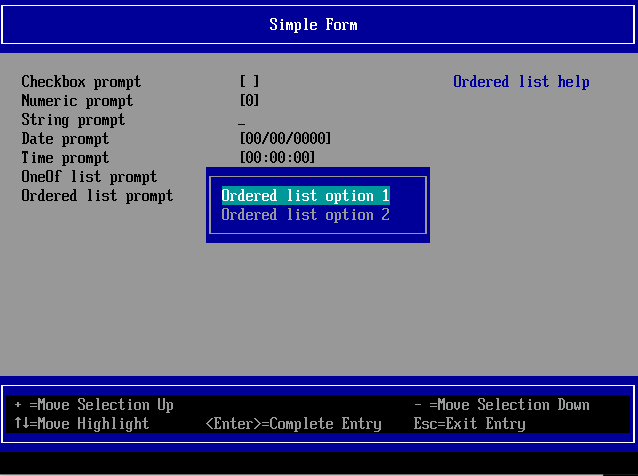 Simple Form
Checkbox prompt [ ] Ordered list help
Numeric prompt [0]
String prompt _
Date prompt [00/00/0000]
Time prompt [00:00:00]
OneOf list prompt
Ordered list prompt Ordered list option 1
Ordered list option 2
+ =Move Selection Up - =Move Selection Down
↑↓=Move Highlight <Enter>=Complete Entry Esc=Exit Entry